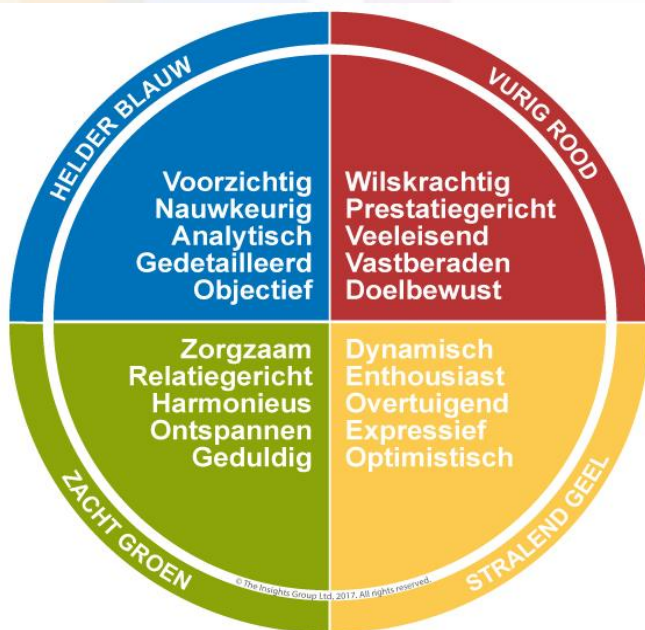 HELDER BLAUW
VURIG ROOD
Voorzichtig
Nauwkeurig
Analytisch
Gedetailleerd
Objectief
Wilskrachtig
Prestatiegericht
Veeleisend
Vastberaden
Doelbewust
Zorgzaam
Relatiegericht
Harmonieus
Ontspannen
Geduldig
Dynamisch
Enthousiast
Overtuigend
Expressief
Optimistisch
ZACHT GROEN
STRALEND GEEL
© The Insights Group Ltd, 2017. All rights reserved.